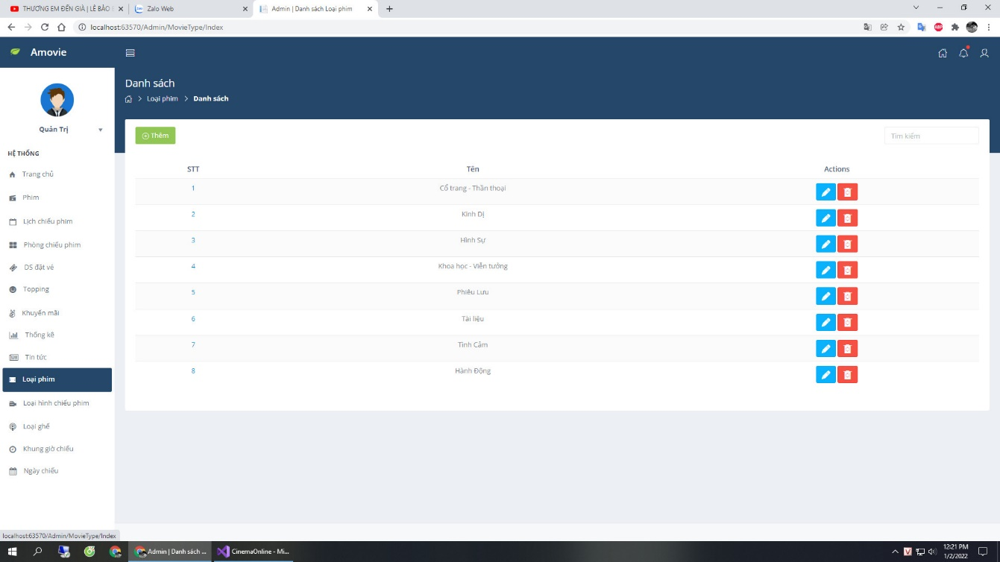 THƯƠNG EM ĐẾN GIÀ | LÊ BẢO
Zalo Web
Admin | Danh sách Loại phim
localhost:63570/Admin/MovieType/Index
ABP
Amovie
Danh sách
Loại phim > Danh sách
Quản Trị
HỆ THỐNG
Trang chủ
Phim
Lịch chiếu phim
Phòng chiếu phim
DS đặt vé
Topping
Khuyến mãi
Thống kê
Tin tức
Loại phim
Loại hình chiếu phim
Loại ghế
Khung giờ chiếu
Ngày chiếu
Thêm
Tìm kiếm
STT Tên Actions
1 Cổ trang - Thần thoại
2 Kinh Dị
3 Hình Sự
4 Khoa học - Viễn tưởng
5 Phiêu Lưu
6 Tài liệu
7 Tình Cảm
8 Hành Động
localhost:63570/Admin/MovieType/Index
Admin | Danh sách ...
CinemaOnline - Mi...
V
12:21 PM
1/2/2022